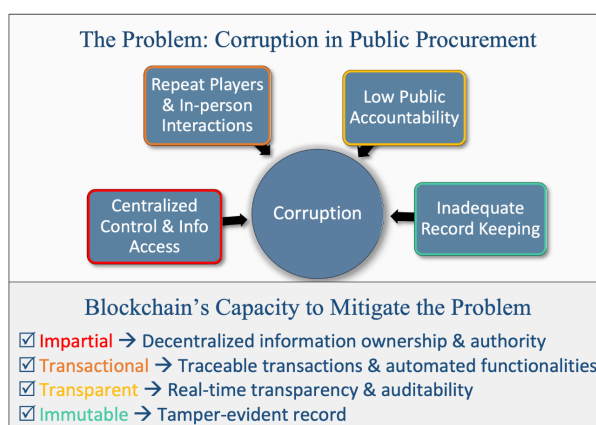 The Problem: Corruption in Public Procurement
Repeat Players
& In-person
Interactions
Low Public
Accountability
Centralized
Control & Info
Access
Corruption
Inadequate
Record Keeping
Blockchain’s Capacity to Mitigate the Problem
☑ Impartial → Decentralized information ownership & authority
☑ Transactional → Traceable transactions & automated functionalities
☑ Transparent → Real-time transparency & auditability
☑ Immutable → Tamper-evident record